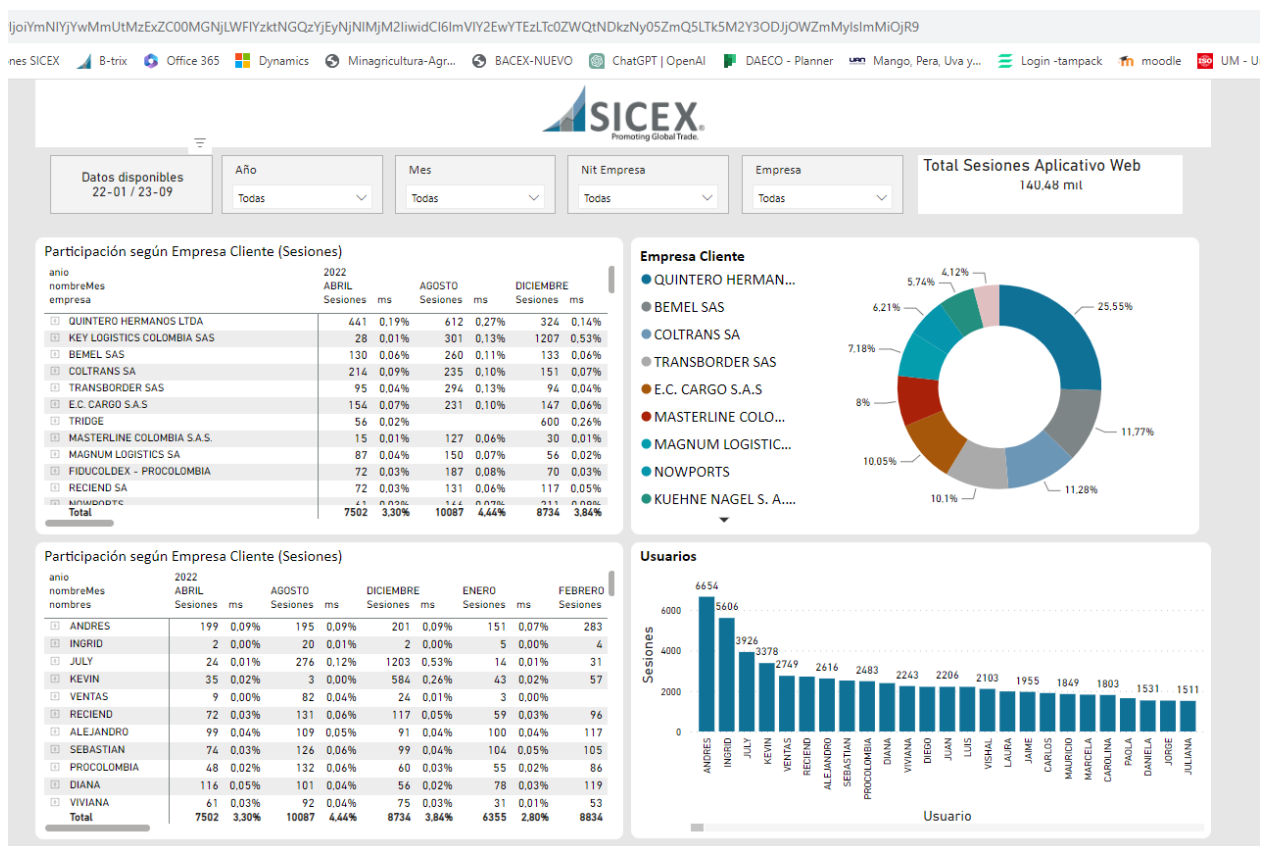 ljoiYmNlYjYwMmUtMzExZC00MGNjLWFlYzktNGQzYjEyNjNlMjM2IiwidCI6ImVlY2EwYTEzLTc0ZWQtNDkzNy05ZmQ5LTk5M2Y3ODJjOWZmMyIsImMiOjR9
nes SICEX B-trix Office 365 Dynamics Minagricultura-Agr... BACEX-NUEVO ChatGPT | OpenAI DAECO - Planner Mango, Pera, Uva y... Login -tampack moodle UM - U
SICEX®
Promoting Global Trade.
Datos disponibles
22-01 / 23-09
Año
Todas
Mes
Todas
Nit Empresa
Todas
Empresa
Todas
Total Sesiones Aplicativo Web
140,48 mil
Participación según Empresa Cliente (Sesiones)
anio 2022
nombreMes ABRIL AGOSTO DICIEMBRE
empresa Sesiones ms Sesiones ms Sesiones ms
QUINTERO HERMANOS LTDA 441 0,19% 612 0,27% 324 0,14%
KEY LOGISTICS COLOMBIA SAS 28 0,01% 301 0,13% 1207 0,53%
BEMEL SAS 130 0,06% 260 0,11% 133 0,06%
COLTRANS SA 214 0,09% 235 0,10% 151 0,07%
TRANSBORDER SAS 95 0,04% 294 0,13% 94 0,04%
E.C. CARGO S.A.S 154 0,07% 231 0,10% 147 0,06%
TRIDGE 56 0,02% 600 0,26%
MASTERLINE COLOMBIA S.A.S. 15 0,01% 127 0,06% 30 0,01%
MAGNUM LOGISTICS SA 87 0,04% 150 0,07% 56 0,02%
FIDUCOLDEX - PROCOLOMBIA 72 0,03% 187 0,08% 70 0,03%
RECIEND SA 72 0,03% 131 0,06% 117 0,05%
NOWPORTS
Total 7502 3,30% 10087 4,44% 8734 3,84%
Empresa Cliente
QUINTERO HERMAN...
BEMEL SAS
COLTRANS SA
TRANSBORDER SAS
E.C. CARGO S.A.S
MASTERLINE COLO...
MAGNUM LOGISTIC...
NOWPORTS
KUEHNE NAGEL S. A....
4,12%
5,74%
25,55%
6,21%
7,18%
8%
11,77%
10,05%
11,28%
10,1%
Participación según Empresa Cliente (Sesiones)
anio 2022
nombreMes ABRIL AGOSTO DICIEMBRE ENERO FEBRERO
nombres Sesiones ms Sesiones ms Sesiones ms Sesiones ms Sesiones
ANDRES 199 0,09% 195 0,09% 201 0,09% 151 0,07% 283
INGRID 2 0,00% 20 0,01% 2 0,00% 5 0,00% 4
JULY 24 0,01% 276 0,12% 1203 0,53% 14 0,01% 31
KEVIN 35 0,02% 3 0,00% 584 0,26% 43 0,02% 57
VENTAS 9 0,00% 82 0,04% 24 0,01% 3 0,00%
RECIEND 72 0,03% 131 0,06% 117 0,05% 59 0,03% 96
ALEJANDRO 99 0,04% 109 0,05% 91 0,04% 100 0,04% 117
SEBASTIAN 74 0,03% 126 0,06% 99 0,04% 104 0,05% 105
PROCOLOMBIA 48 0,02% 132 0,06% 60 0,03% 55 0,02% 86
DIANA 116 0,05% 101 0,04% 56 0,02% 78 0,03% 119
VIVIANA 61 0,03% 92 0,04% 75 0,03% 31 0,01% 53
Total 7502 3,30% 10087 4,44% 8734 3,84% 6355 2,80% 8834
Usuarios
Sesiones
6000
4000
2000
0
6654 5606 3926 3378 2749 2616 2483 2243 2206 2103 1955 1849 1803 1531 1511
ANDRES INGRID JULY KEVIN VENTAS RECIEND ALEJANDRO SEBASTIAN PROCOLOMBIA DIANA VIVIANA DIEGO JUAN LUIS VISHAL LAURA JAIME CARLOS MAURICIO MARCELA CAROLINA PAOLA DANIELA JORGE JULIANA
Usuario